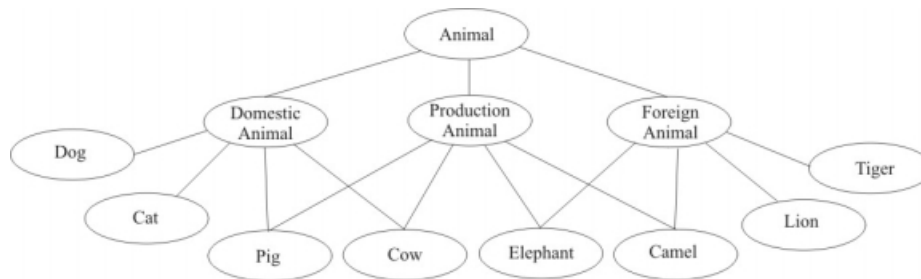 Animal
Domestic
Animal
Production
Animal
Foreign
Animal
Dog
Tiger
Cat
Lion
Pig
Cow
Elephant
Camel